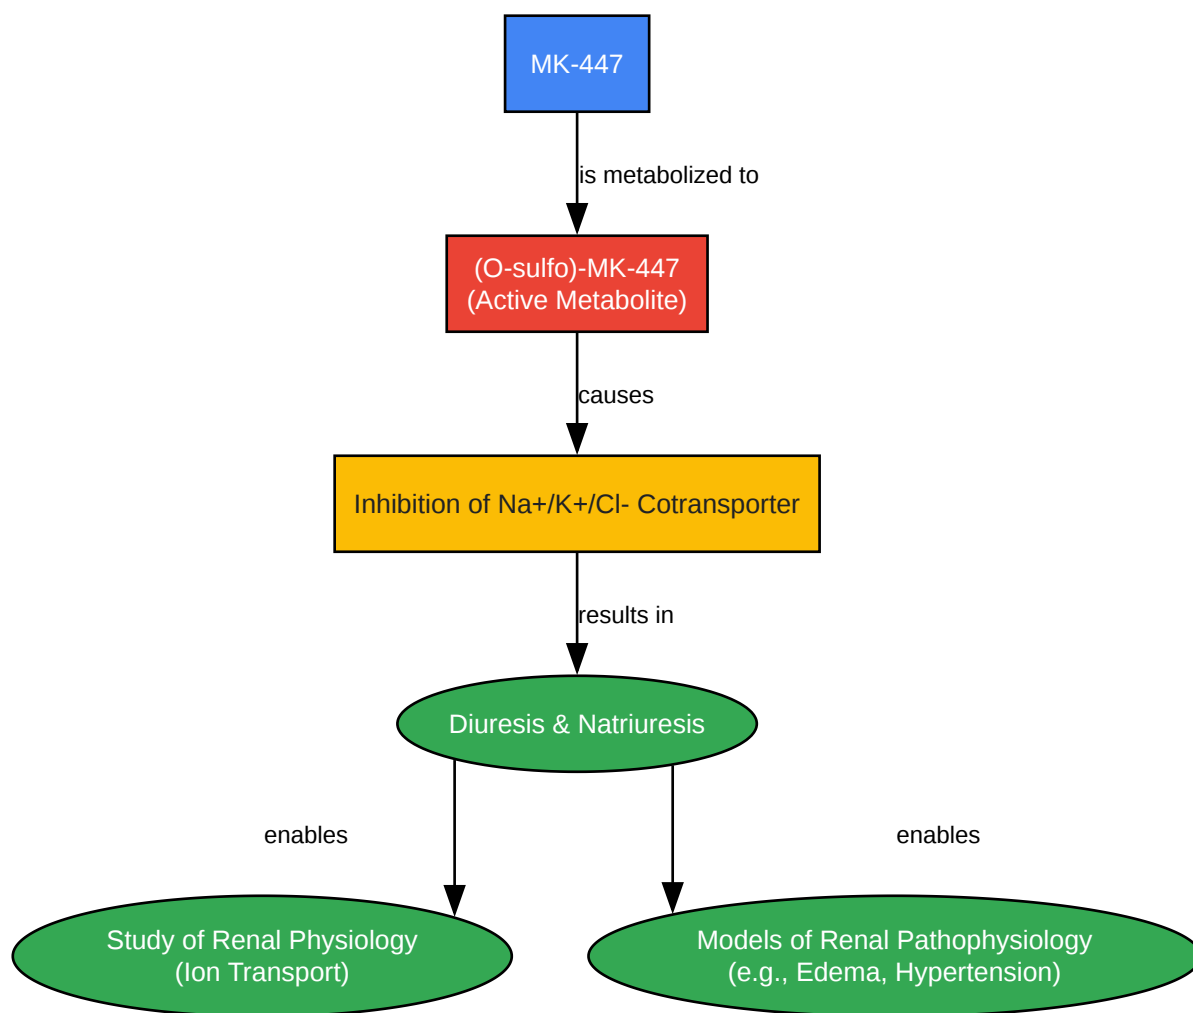 MK-447
is metabolized to
(O-sulfo)-MK-447
(Active Metabolite)
causes
Inhibition of Na+/K+/Cl- Cotransporter
results in
Diuresis & Natriuresis
enables
enables
Study of Renal Physiology
(Ion Transport)
Models of Renal Pathophysiology
(e.g., Edema, Hypertension)